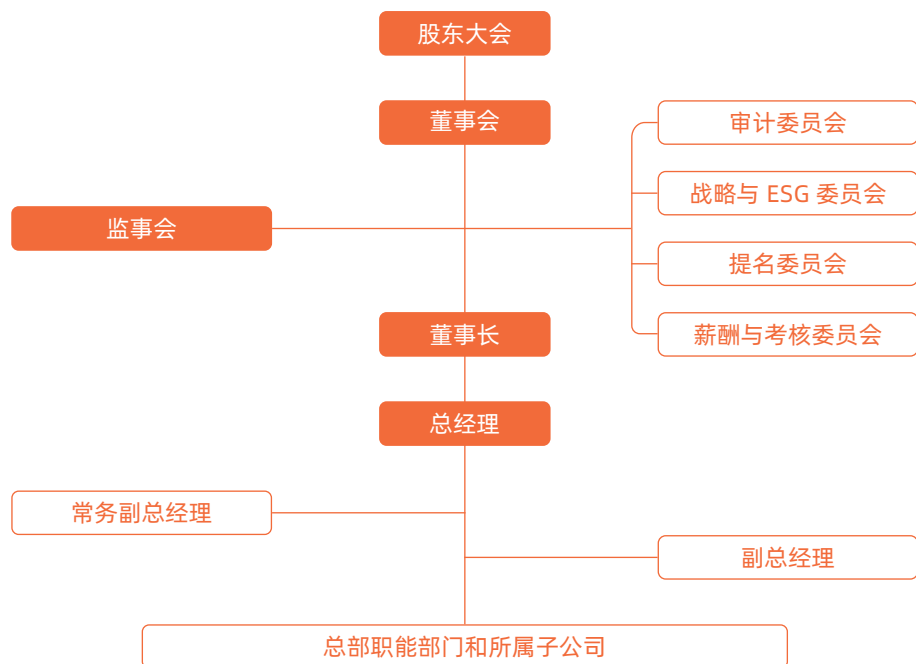 股东大会
董事会
审计委员会
战略与 ESG 委员会
监事会
提名委员会
董事长
薪酬与考核委员会
总经理
常务副总经理
副总经理
总部职能部门和所属子公司